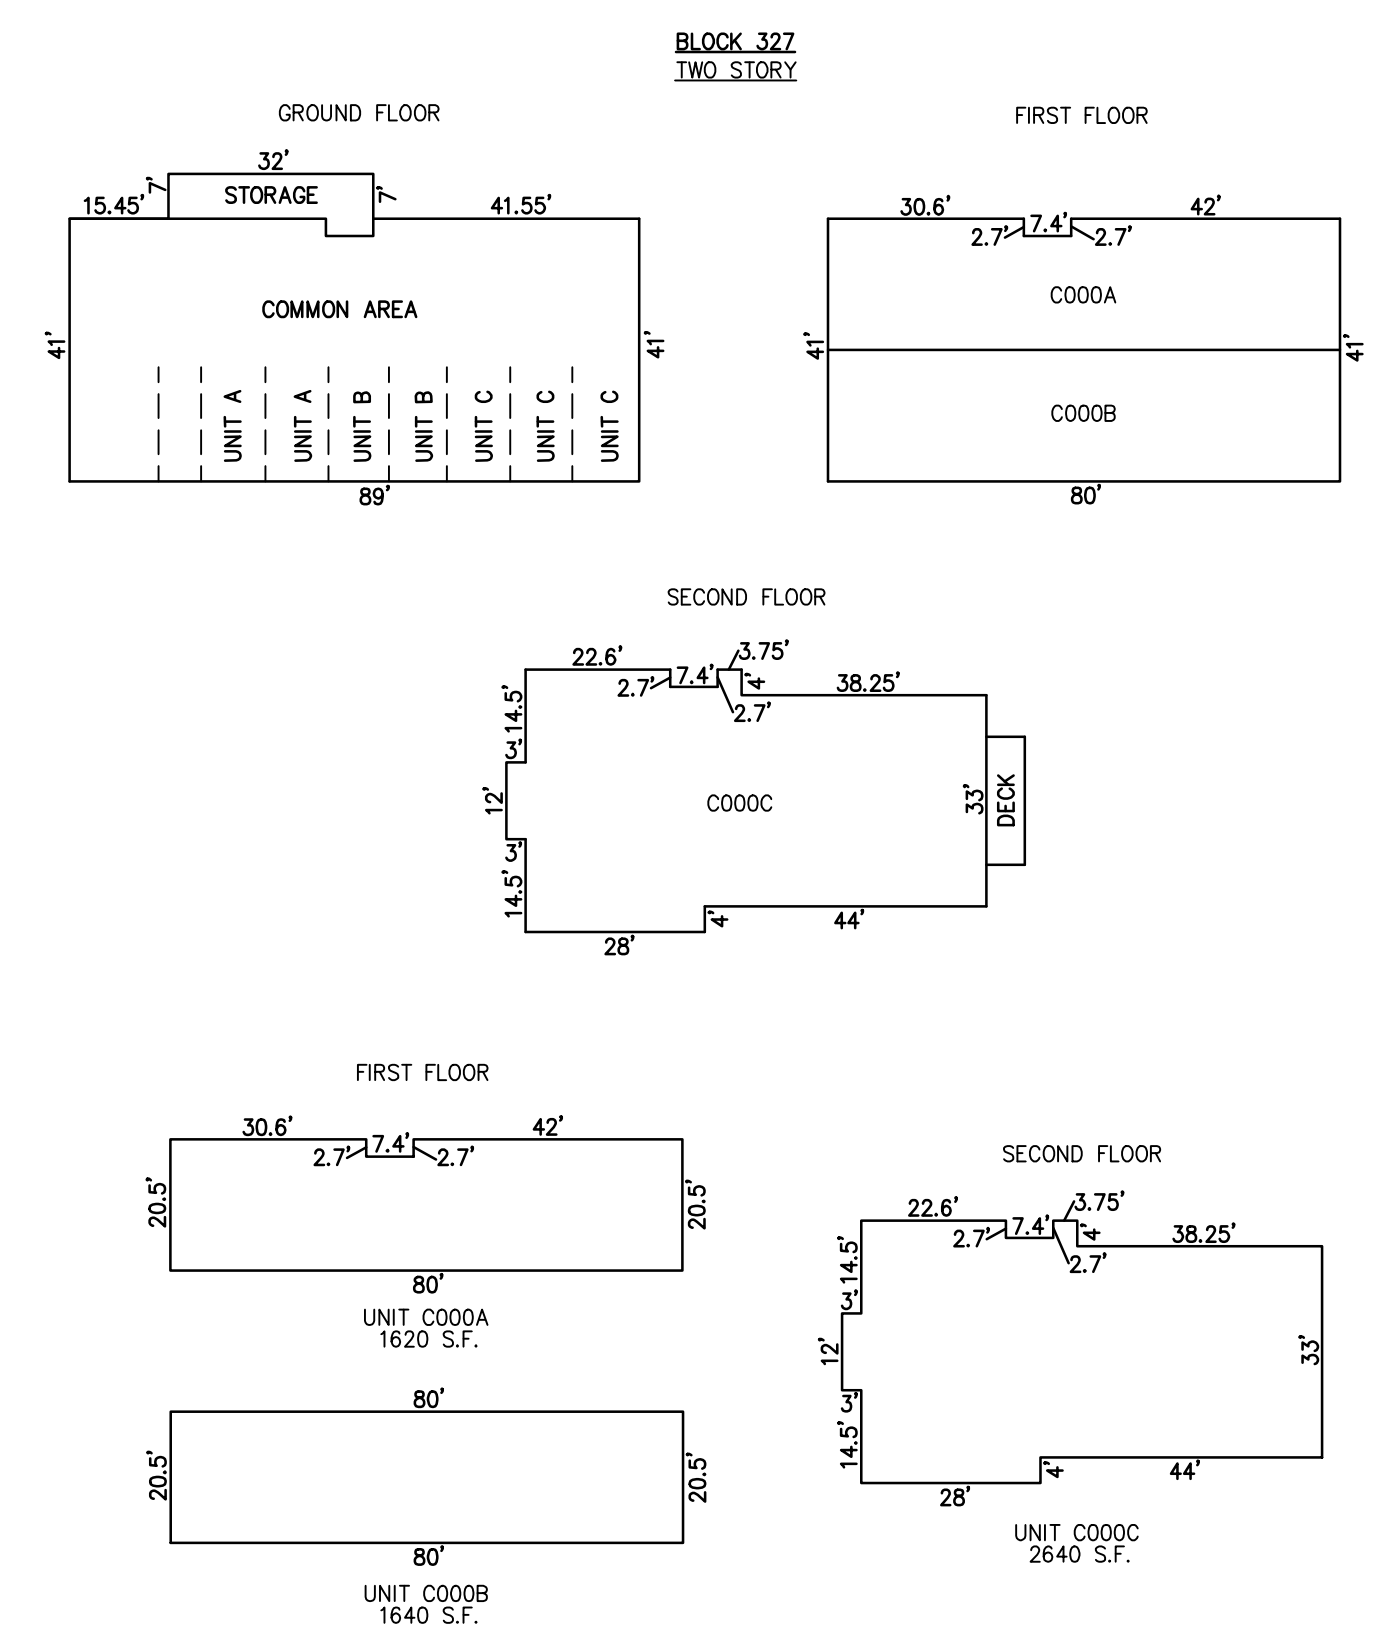 BLOCK 327
TWO STORY
GROUND FLOOR
32'
7'
STORAGE
7'
15.45'
41.55'
COMMON AREA
41'
41'
UNIT A
UNIT A
UNIT B
UNIT B
UNIT C
UNIT C
UNIT C
89'
FIRST FLOOR
30.6'
7.4'
42'
2.7'
2.7'
C000A
41'
41'
C000B
80'
SECOND FLOOR
22.6'
7.4'
3.75'
2.7'
4'
38.25'
2.7'
14.5'
3'
12'
C000C
33'
DECK
3'
14.5'
4'
44'
28'
FIRST FLOOR
30.6'
7.4'
42'
2.7'
2.7'
20.5'
20.5'
80'
UNIT C000A
1620 S.F.
80'
20.5'
20.5'
80'
UNIT C000B
1640 S.F.
SECOND FLOOR
22.6'
7.4'
3.75'
2.7'
4'
38.25'
2.7'
14.5'
3'
12'
33'
3'
14.5'
4'
44'
28'
UNIT C000C
2640 S.F.